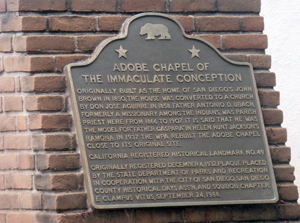 ADOBE CHAPEL OF
THE IMMACULATE CONCEPTION
ORIGINALLY BUILT AS THE HOME OF SAN DIEGO'S JOHN
BROWN IN 1850, THE HOUSE WAS CONVERTED TO A CHURCH
BY DON JOSÉ AGUIRRE IN 1858. FATHER ANTONIO D. UBACH,
FORMERLY A MISSIONARY AMONG THE INDIANS, WAS PARISH
PRIEST HERE FROM 1866 TO 1907. IT IS SAID THAT HE WAS
THE MODEL FOR "FATHER GASPARA" IN HELEN HUNT JACKSON'S
RAMONA. IN 1937 THE WPA REBUILT THE ADOBE CHAPEL
CLOSE TO ITS ORIGINAL SITE.
CALIFORNIA REGISTERED HISTORICAL LANDMARK NO. 49
ORIGINALLY REGISTERED DECEMBER 6, 1932. PLAQUE PLACED
BY THE STATE DEPARTMENT OF PARKS AND RECREATION
IN COOPERATION WITH THE CITY OF SAN DIEGO, SAN DIEGO
COUNTY HISTORICAL DAYS ASSN. AND SQUIBOB CHAPTER,
E CLAMPUS VITUS, SEPTEMBER 24, 1988.